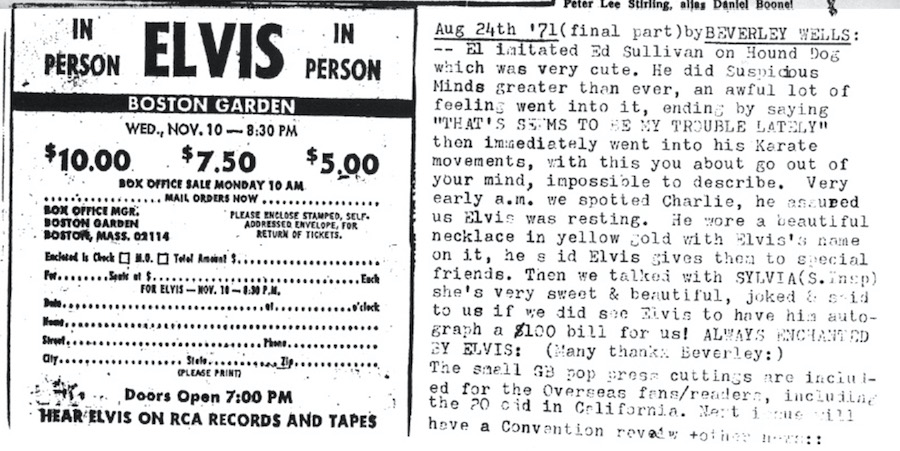 Peter Lee Stirling, alias Daniel Boone!
IN PERSON
ELVIS
IN PERSON
BOSTON GARDEN
WED., NOV. 10 — 8:30 PM
$10.00 $7.50 $5.00
BOX OFFICE SALE MONDAY 10 AM
MAIL ORDERS NOW
BOX OFFICE MGR.
BOSTON GARDEN
BOSTON, MASS. 02114
PLEASE ENCLOSE STAMPED, SELF-
ADDRESSED ENVELOPE, FOR
RETURN OF TICKETS.
Enclosed is Check □ M.O. □ Total Amount $
For Seats at $ Each
FOR ELVIS — NOV. 10 — 8:30 P.M.
Date at o'clock
Name
Street Phone
City State Zip
(PLEASE PRINT)
Doors Open 7:00 PM
HEAR ELVIS ON RCA RECORDS AND TAPES
Aug 24th '71(final part)by BEVERLEY WELLS:
-- El imitated Ed Sullivan on Hound Dog
which was very cute. He did Suspicious
Minds greater than ever, an awful lot of
feeling went into it, ending by saying
"THAT'S SEEMS TO BE MY TROUBLE LATELY"
then immediately went into his Karate
movements, with this you about go out of
your mind, impossible to describe. Very
early a.m. we spotted Charlie, he assured
us Elvis was resting. He wore a beautiful
necklace in yellow gold with Elvis's name
on it, he said Elvis gives them to special
friends. Then we talked with SYLVIA(S.Insp)
she's very sweet & beautiful, joked & said
to us if we did see Elvis to have him auto-
graph a $100 bill for us! ALWAYS ENCHANTED
BY ELVIS: (Many thanks Beverley:)
The small GB pop press cuttings are includ-
ed for the Overseas fans/readers, including
the 20 odd in California. Next issue will
have a Convention review +other news::